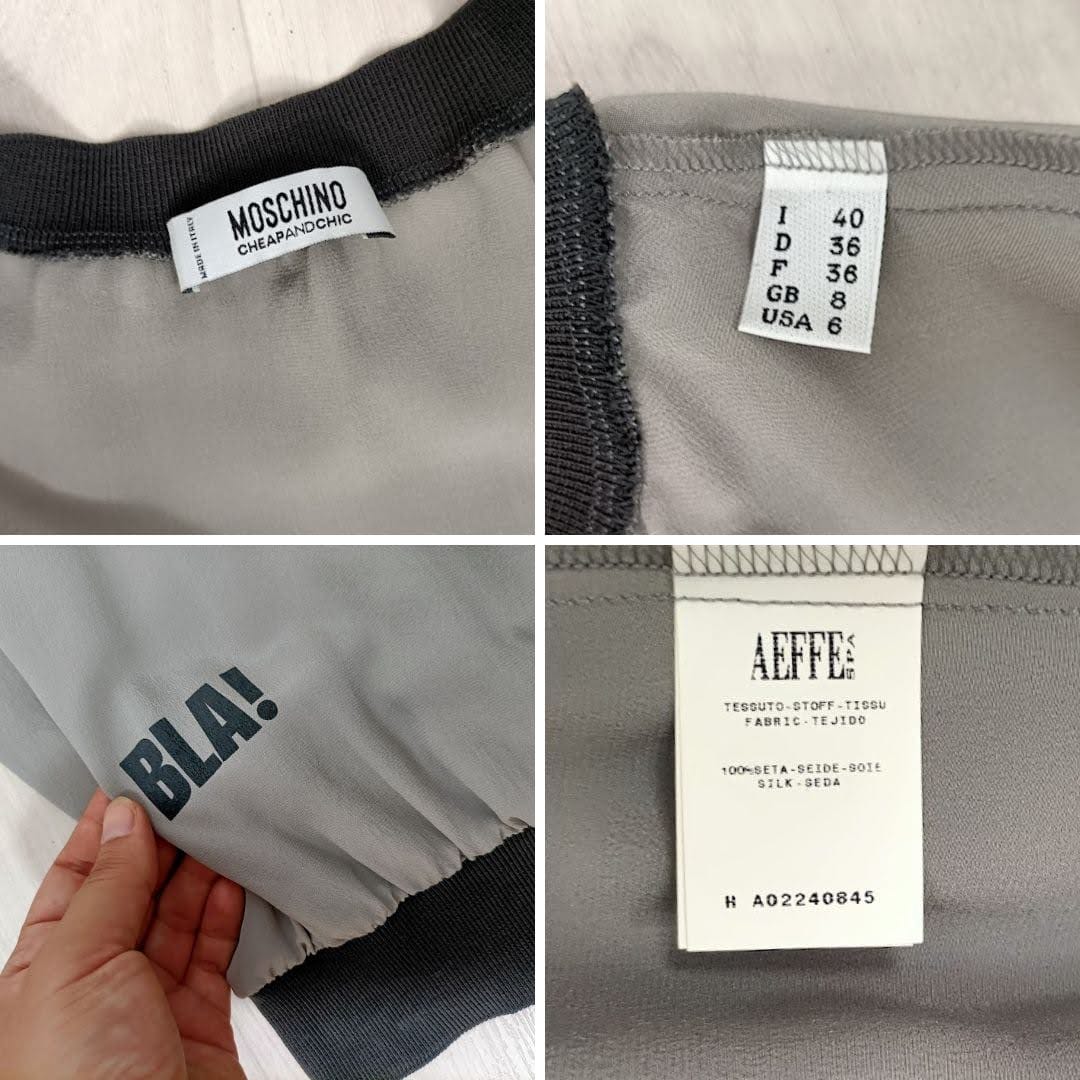 MOSCHINO
CHEAPANDCHIC
MADE IN ITALY
I 40
D 36
F 36
GB 8
USA 6
BLA!
AEFFE SPA
TESSUTO-STOFF-TISSU
FABRIC-TEJIDO
100%SETA-SEIDE-SOIE
SILK-SEDA
H A02240845